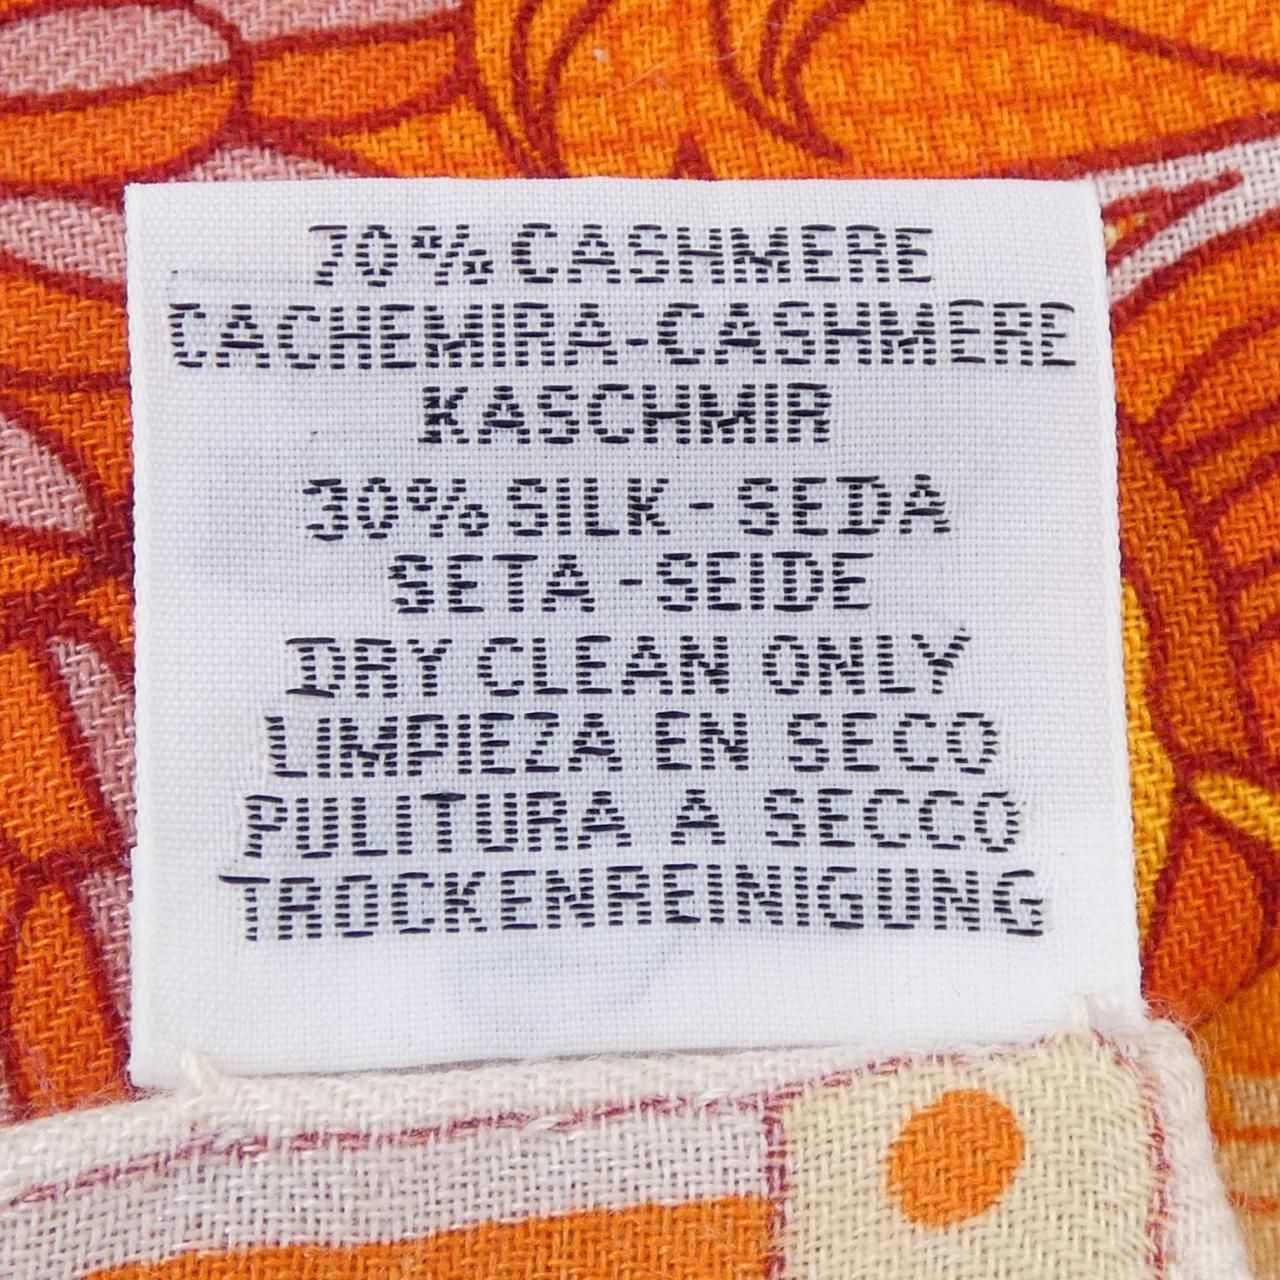 70% CASHMERE
CACHEMIRA-CASHMERE
KASCHMIR
30% SILK - SEDA
SETA - SEIDE
DRY CLEAN ONLY
LIMPIEZA EN SECO
PULITURA A SECCO
TROCKENREINIGUNG